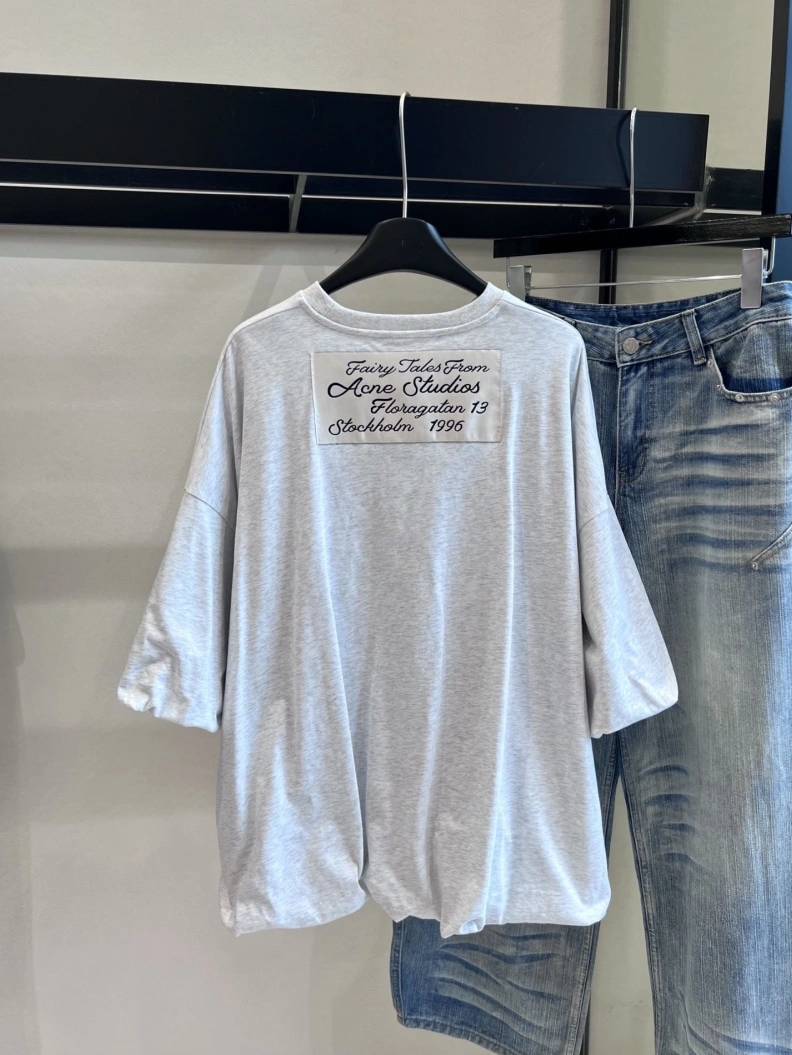 Fairy Tales From
Acne Studios
Floragatan 13
Stockholm 1996